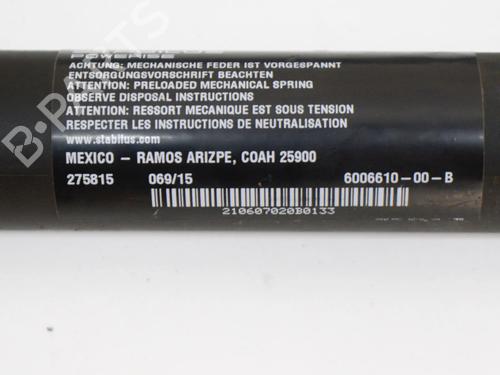 POWERISE
ACHTUNG: MECHANISCHE FEDER IST VORGESPANNT
ENTSORGUNGSVORSCHRIFT BEACHTEN
ATTENTION: PRELOADED MECHANICAL SPRING
OBSERVE DISPOSAL INSTRUCTIONS
ATTENTION: RESSORT MECANIQUE EST SOUS TENSION
RESPECTER LES INSTRUCTIONS DE NEUTRALISATION
www.stabilus.com
MEXICO – RAMOS ARIZPE, COAH 25900
275815 069/15 6006610-00-B
210607020B0133
B-PARTS